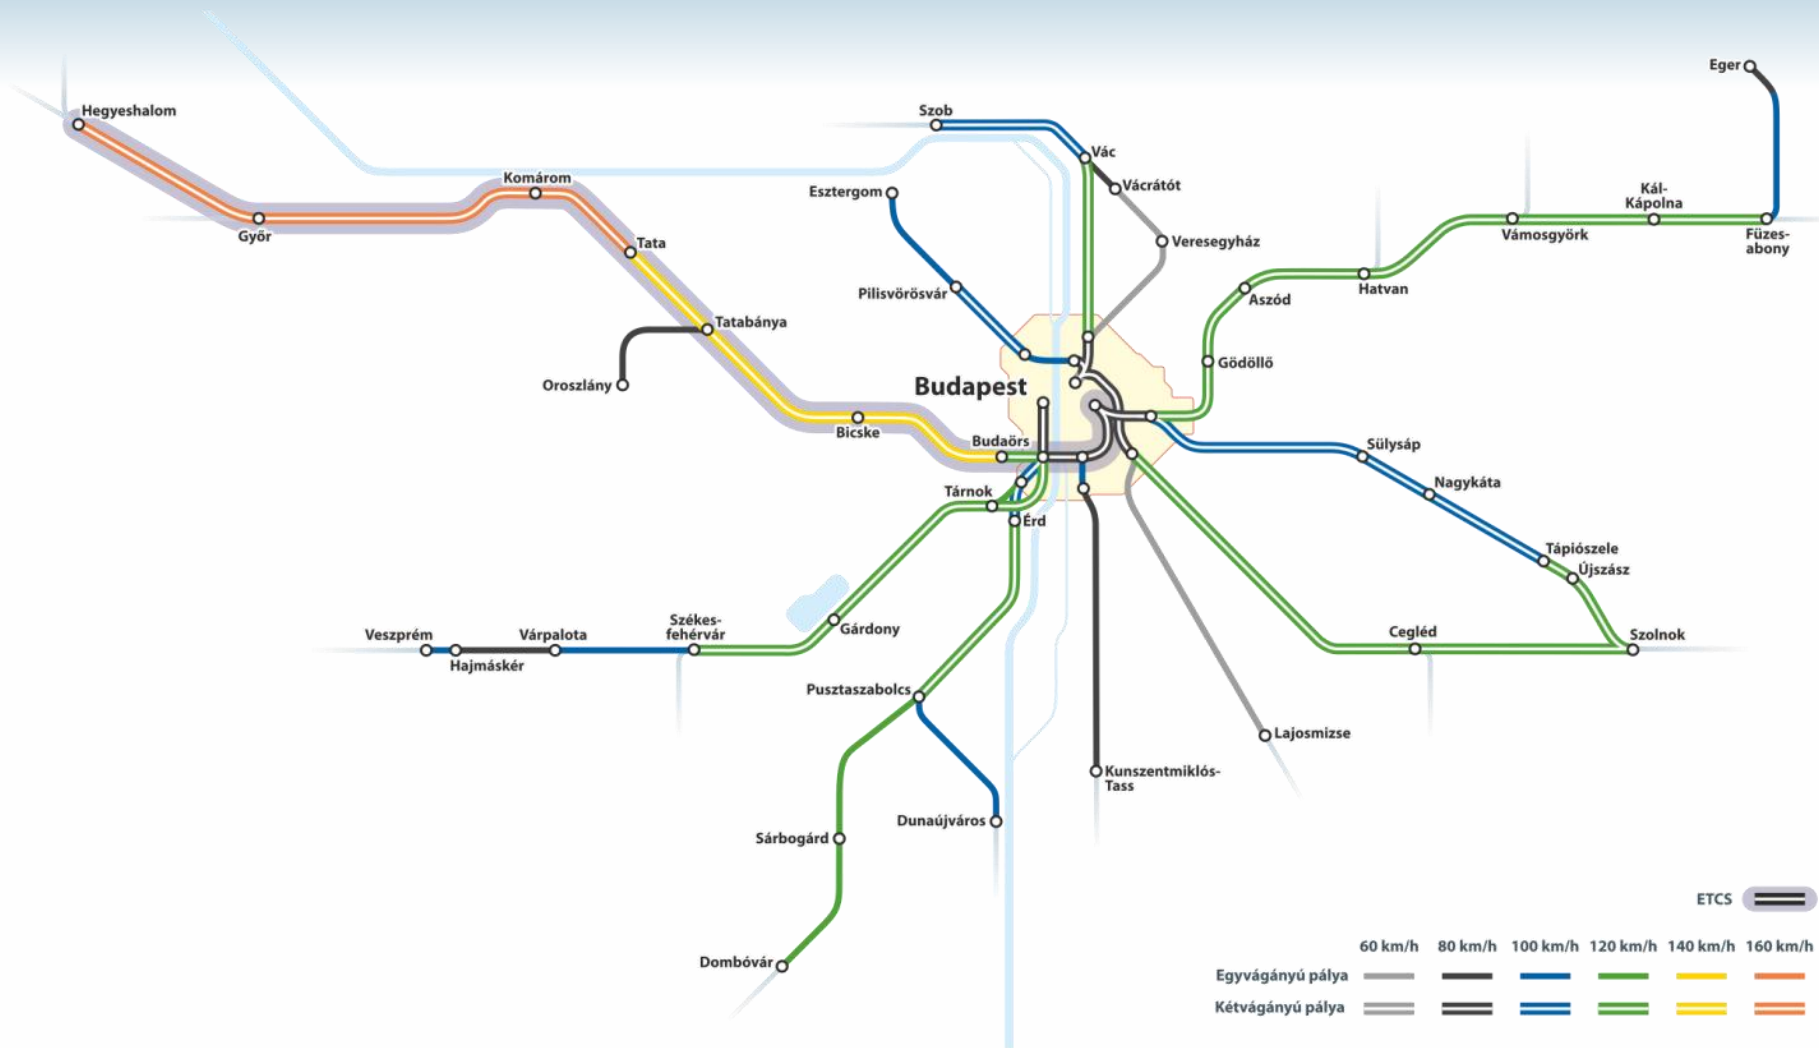 Eger
Hegyeshalom
Szob
Vác
Komárom
Vácrátót
Esztergom
Kál-
Kápolna
Győr
Tata
Veresegyház
Vámosgyörk
Füzes-
abony
Pilisvörösvár
Aszód
Hatvan
Tatabánya
Gödöllő
Oroszlány
Budapest
Bicske
Budaörs
Sülysáp
Nagykáta
Tárnok
Érd
Tápiószele
Újszász
Székes-
fehérvár
Gárdony
Veszprém
Várpalota
Hajmáskér
Cegléd
Szolnok
Pusztaszabolcs
Lajosmizse
Kunszentmiklós-
Tass
Dunaújváros
Sárbogárd
Dombóvár
ETCS
60 km/h 80 km/h 100 km/h 120 km/h 140 km/h 160 km/h
Egyvágányú pálya
Kétvágányú pálya